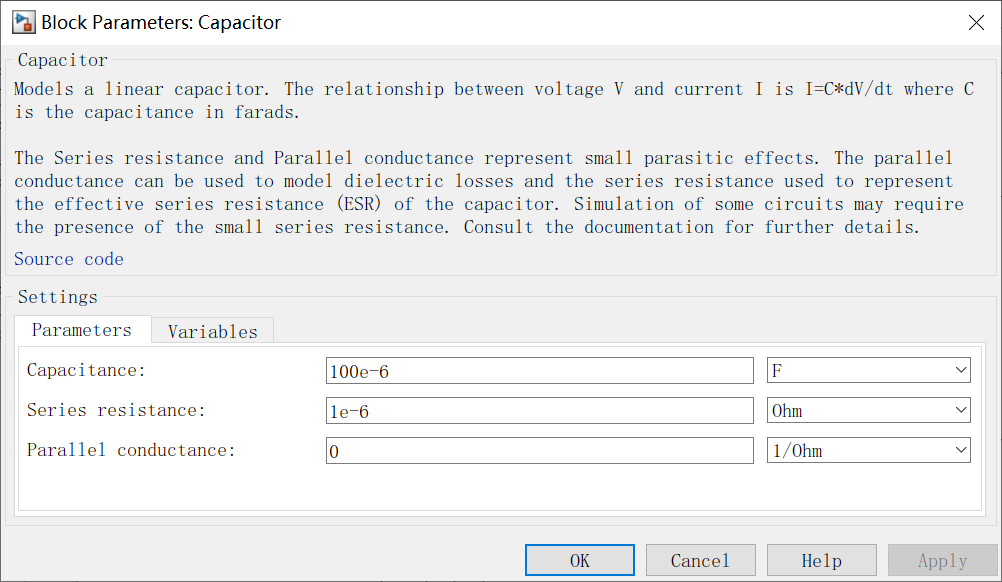 Block Parameters: Capacitor
Capacitor
Models a linear capacitor. The relationship between voltage V and current I is I=C*dV/dt where C
is the capacitance in farads.
The Series resistance and Parallel conductance represent small parasitic effects. The parallel
conductance can be used to model dielectric losses and the series resistance used to represent
the effective series resistance (ESR) of the capacitor. Simulation of some circuits may require
the presence of the small series resistance. Consult the documentation for further details.
Source code
Settings
Parameters Variables
Capacitance: 100e-6 F
Series resistance: 1e-6 Ohm
Parallel conductance: 0 1/Ohm
OK Cancel Help Apply